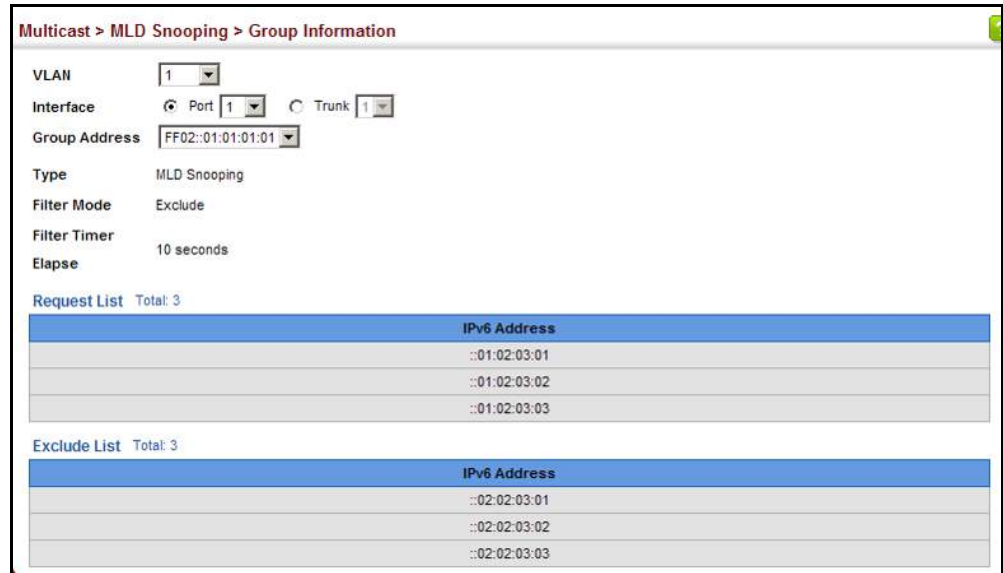 Multicast > MLD Snooping > Group Information
VLAN 1
Interface Port 1 Trunk 1
Group Address FF02::01:01:01:01
Type MLD Snooping
Filter Mode Exclude
Filter Timer Elapse 10 seconds
Request List Total: 3
IPv6 Address
::01:02:03:01
::01:02:03:02
::01:02:03:03
Exclude List Total: 3
IPv6 Address
::02:02:03:01
::02:02:03:02
::02:02:03:03